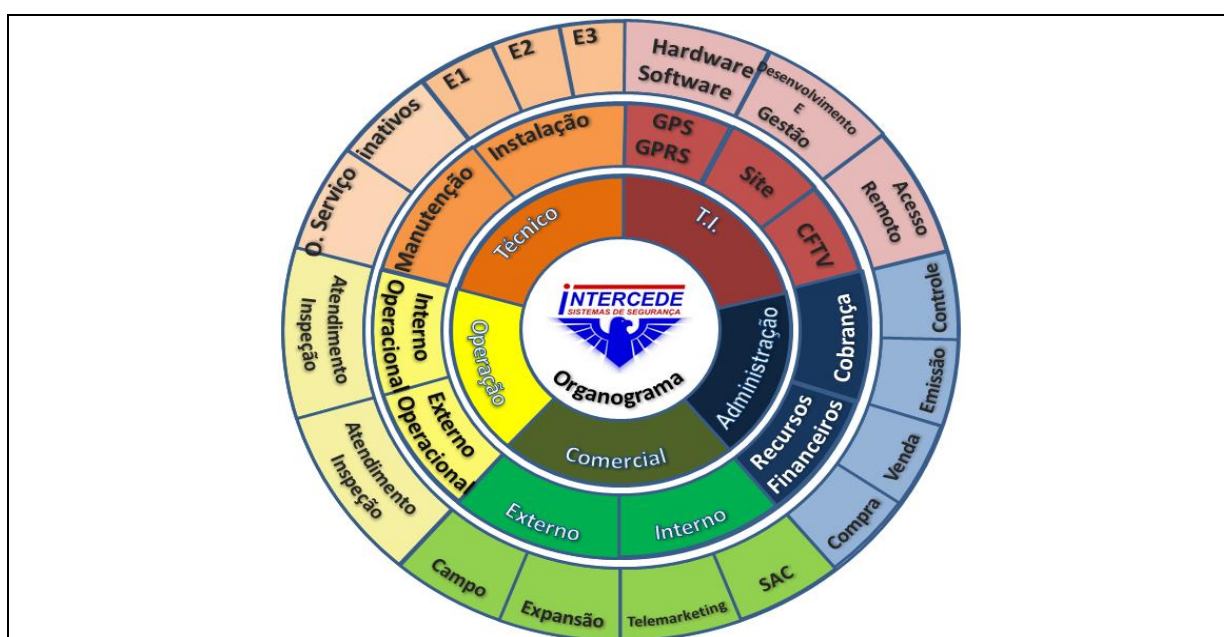 INTERCEDE
SISTEMAS DE SEGURANÇA
Organograma
Técnico
T.I.
Administração
Comercial
Operação
Manutenção
Instalação
GPS
GPRS
Site
CFTV
Cobrança
Recursos
Financeiros
Interno
Externo
Externo
Operacional
Interno
Operacional
O. Serviço
inativos
E1
E2
E3
Hardware
Software
Desenvolvimento
E
Gestão
Acesso
Remoto
Controle
Emissão
Venda
Compra
SAC
Telemarketing
Expansão
Campo
Atendimento
Inspeção
Atendimento
Inspeção